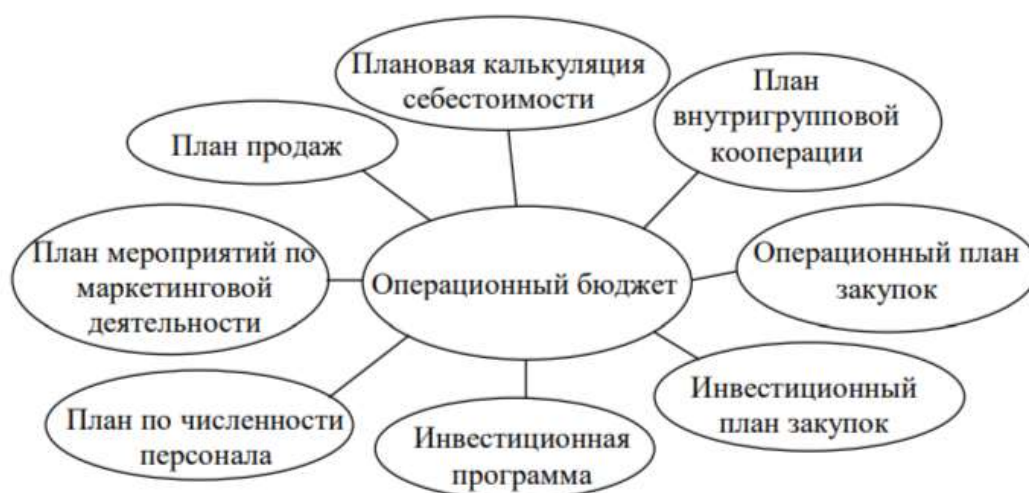 Плановая калькуляция
себестоимости
План
внутригрупповой
кооперации
План продаж
План мероприятий по
маркетинговой
деятельности
Операционный бюджет
Операционный план
закупок
План по численности
персонала
Инвестиционная
программа
Инвестиционный
план закупок